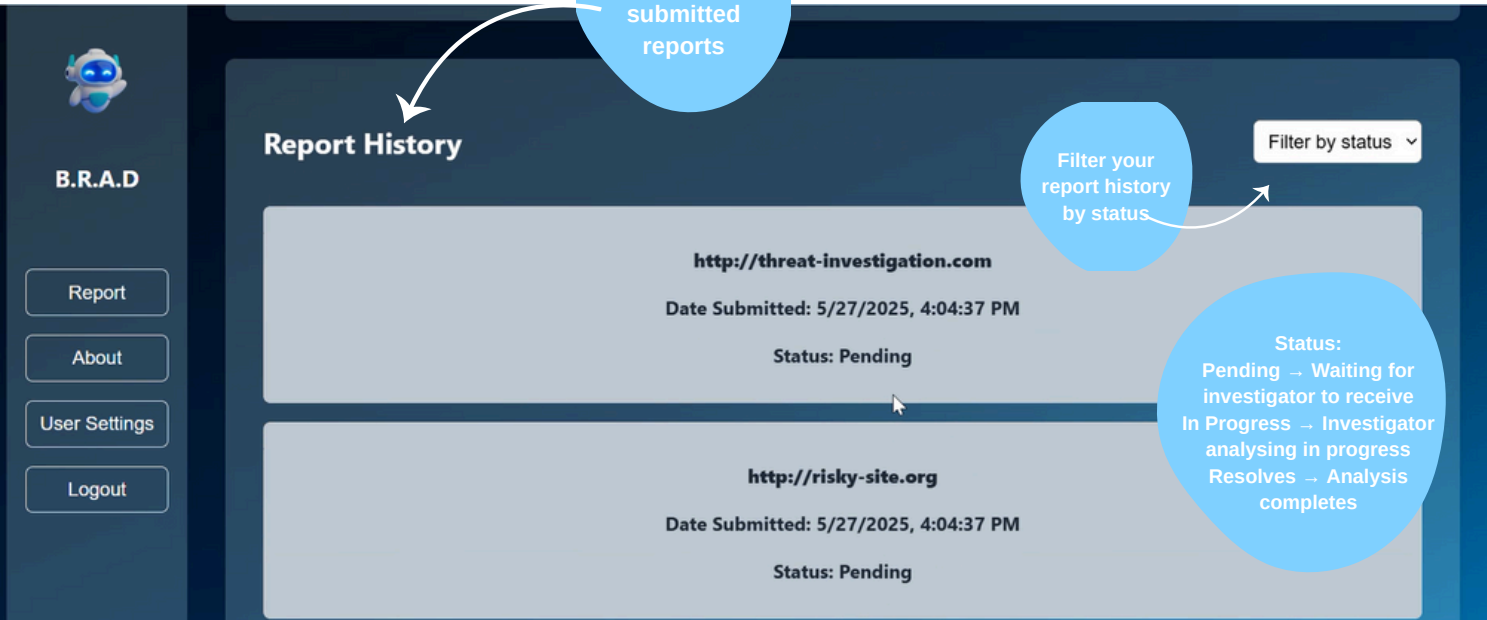 submitted
reports
B.R.A.D
Report
About
User Settings
Logout
Report History
Filter your
report history
by status
Filter by status
http://threat-investigation.com
Date Submitted: 5/27/2025, 4:04:37 PM
Status: Pending
http://risky-site.org
Date Submitted: 5/27/2025, 4:04:37 PM
Status: Pending
Status:
Pending → Waiting for
investigator to receive
In Progress → Investigator
analysing in progress
Resolves → Analysis
completes